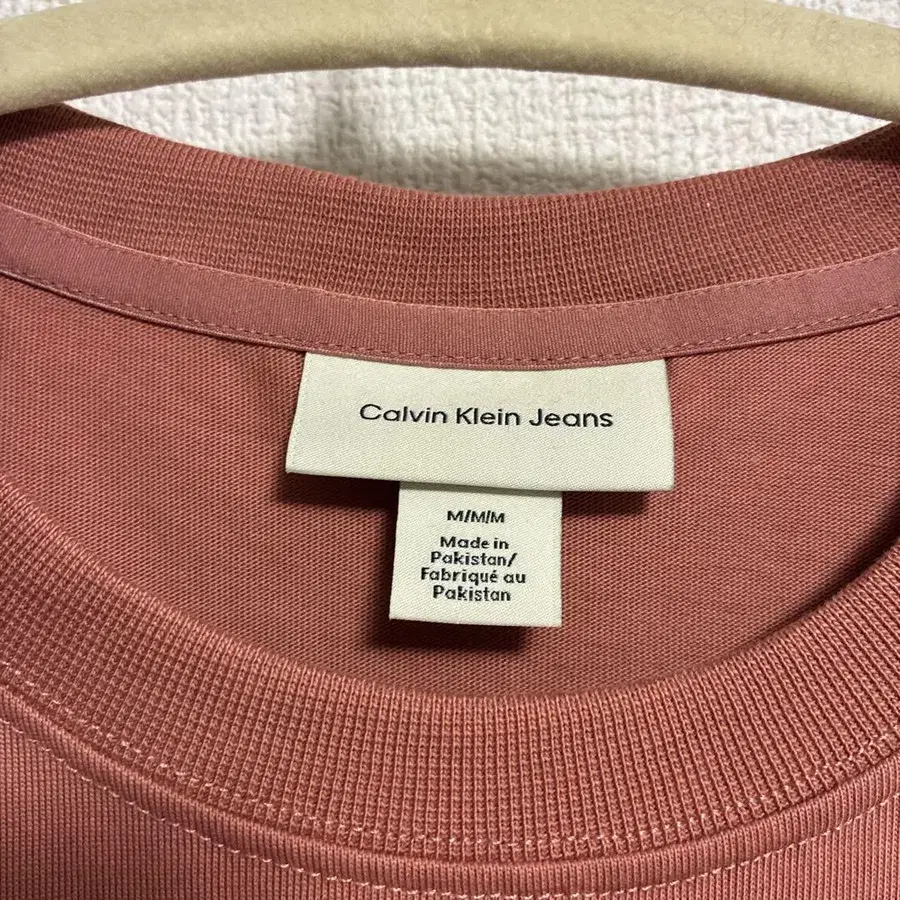 Calvin Klein Jeans
M/M/M
Made in
Pakistan/
Fabriqué au
Pakistan